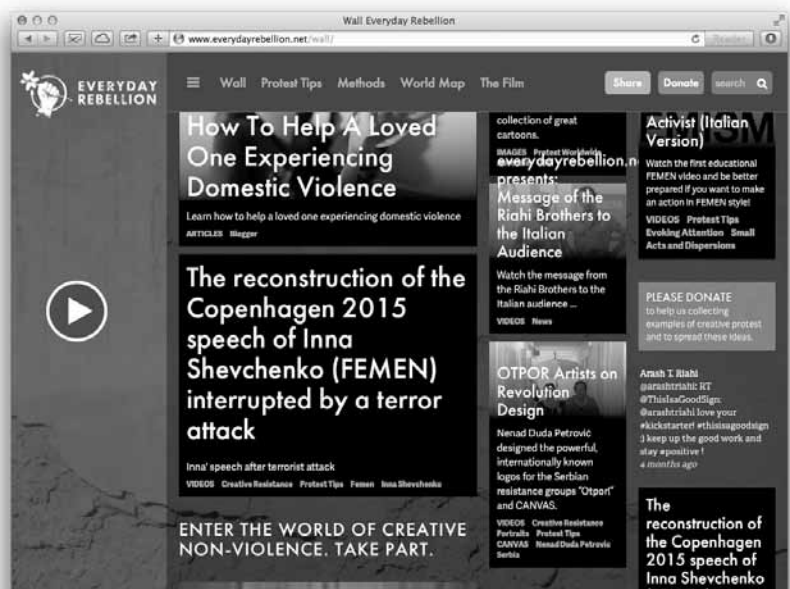 Wall Everyday Rebellion
www.everydayrebellion.net/wall/
Reader
EVERYDAY
REBELLION
Wall Protest Tips Methods World Map The Film
Share Donate search
How To Help A Loved
One Experiencing
Domestic Violence
Learn how to help a loved one experiencing domestic violence
ARTICLES Blogger
The reconstruction of the
Copenhagen 2015
speech of Inna
Shevchenko (FEMEN)
interrupted by a terror
attack
Inna' speech after terrorist attack
VIDEOS Creative Resistance Protest Tips Femen Inna Shevchenko
ENTER THE WORLD OF CREATIVE
NON-VIOLENCE. TAKE PART.
collection of great
cartoons.
IMAGES Protest Worldwide
everydayrebellion.n
presents:
Message of the
Riahi Brothers to
the Italian
Audience
Watch the message from
the Riahi Brothers to the
Italian audience ...
VIDEOS News
OTPOR Artists on
Revolution
Design
Nenad Duda Petrović
designed the powerful,
internationally known
logos for the Serbian
resistance groups "Otpor!"
and CANVAS.
VIDEOS Creative Resistance
Portraits Protest Tips
CANVAS Nenad Duda Petrovic
Serbia
Activist (Italian
Version)
Watch the first educational
FEMEN video and be better
prepared if you want to make
an action in FEMEN style!
VIDEOS Protest Tips
Evoking Attention Small
Acts and Dispersions
PLEASE DONATE
to help us collecting
examples of creative protest
and to spread these ideas.
Arash T. Riahi
@arashtriahi: RT
@ThisIsaGoodSign:
@arashtriahi love your
#kickstarter! #thisisagoodsign
:) keep up the good work and
stay #positive !
4 months ago
The
reconstruction of
the Copenhagen
2015 speech of
Inna Shevchenko